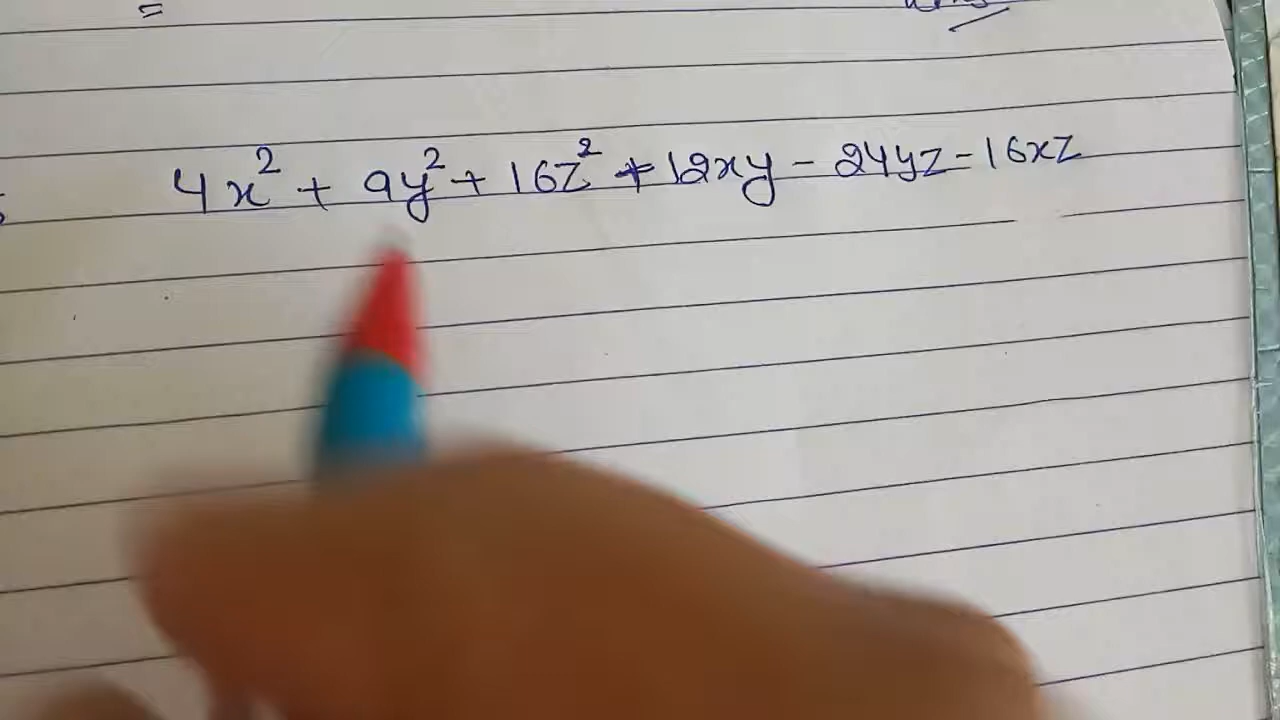 =
4x² + 9y² + 16z² + 12xy - 24yz - 16xz